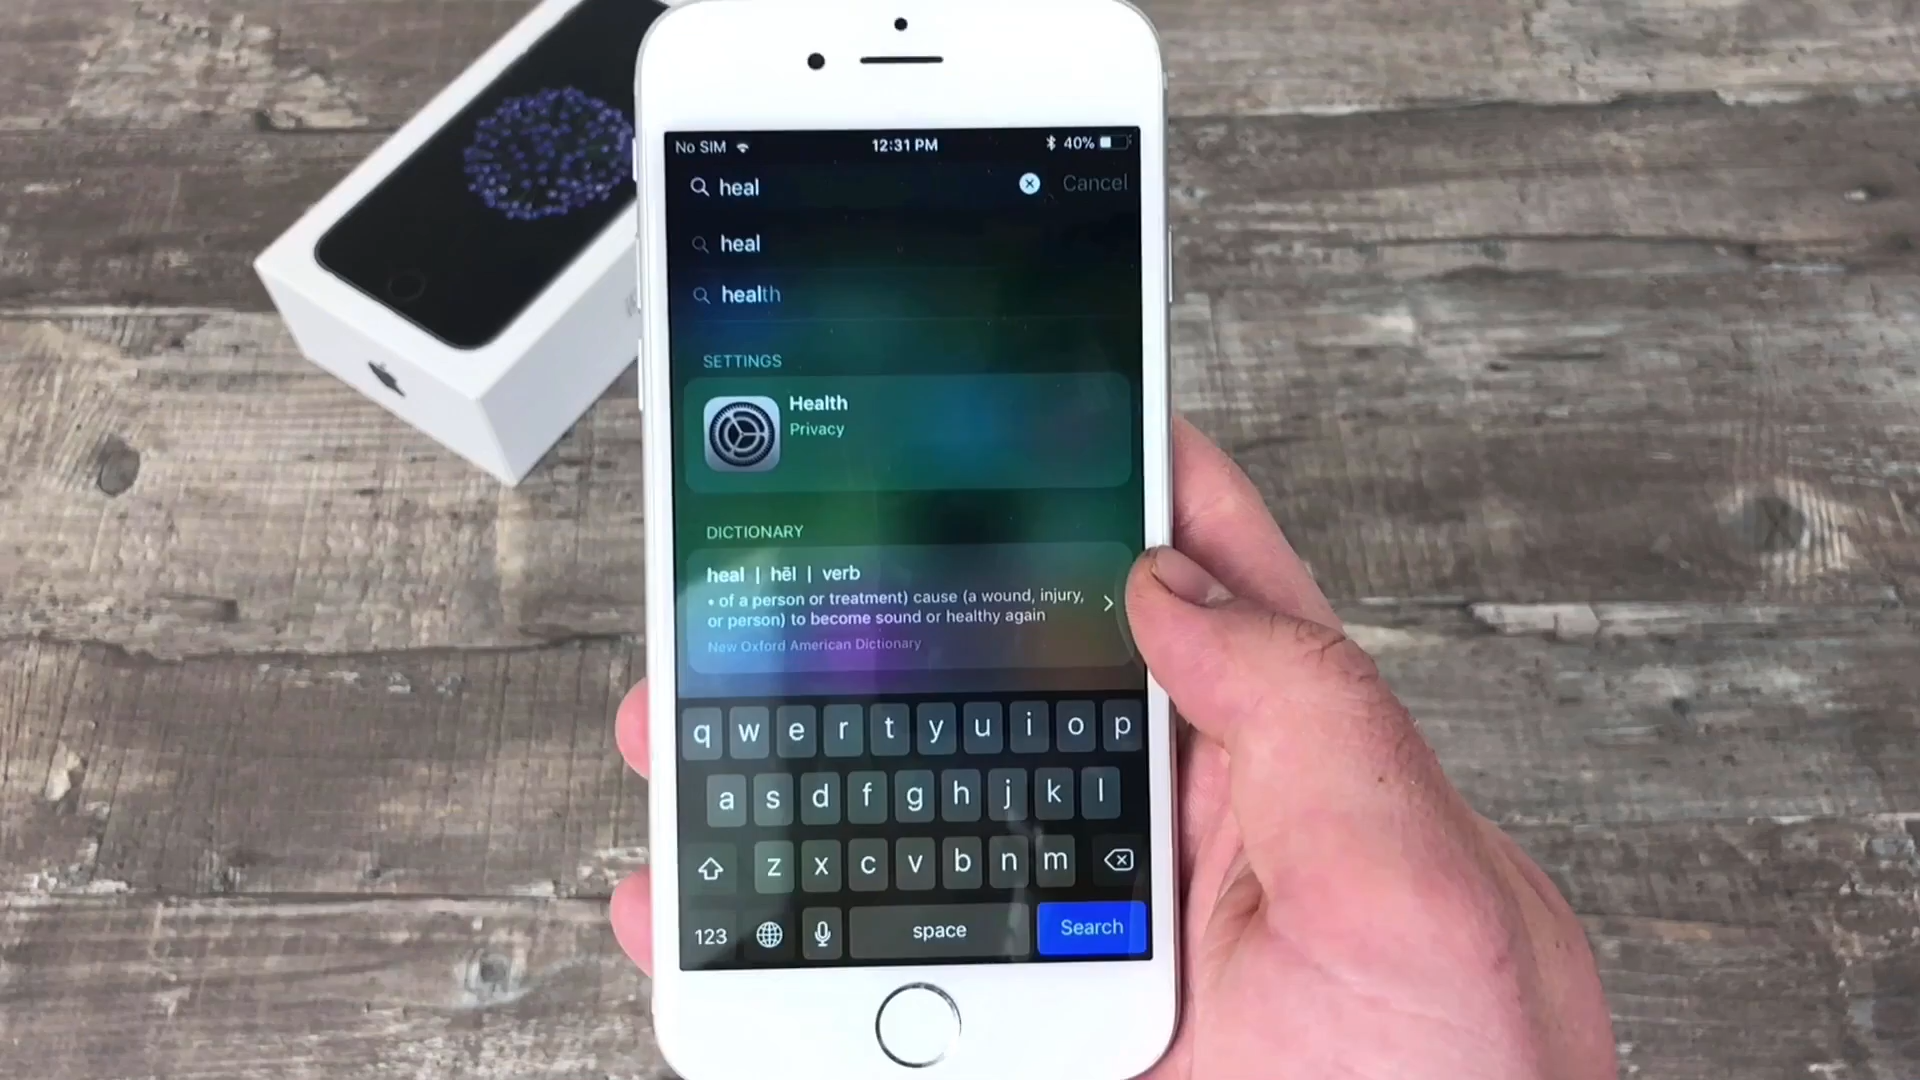 No SIM 12:31 PM 40%
heal Cancel
heal
health
SETTINGS
Health
Privacy
DICTIONARY
heal | hēl | verb
• of a person or treatment) cause (a wound, injury,
or person) to become sound or healthy again
New Oxford American Dictionary
q w e r t y u i o p
a s d f g h j k l
z x c v b n m
123 space Search